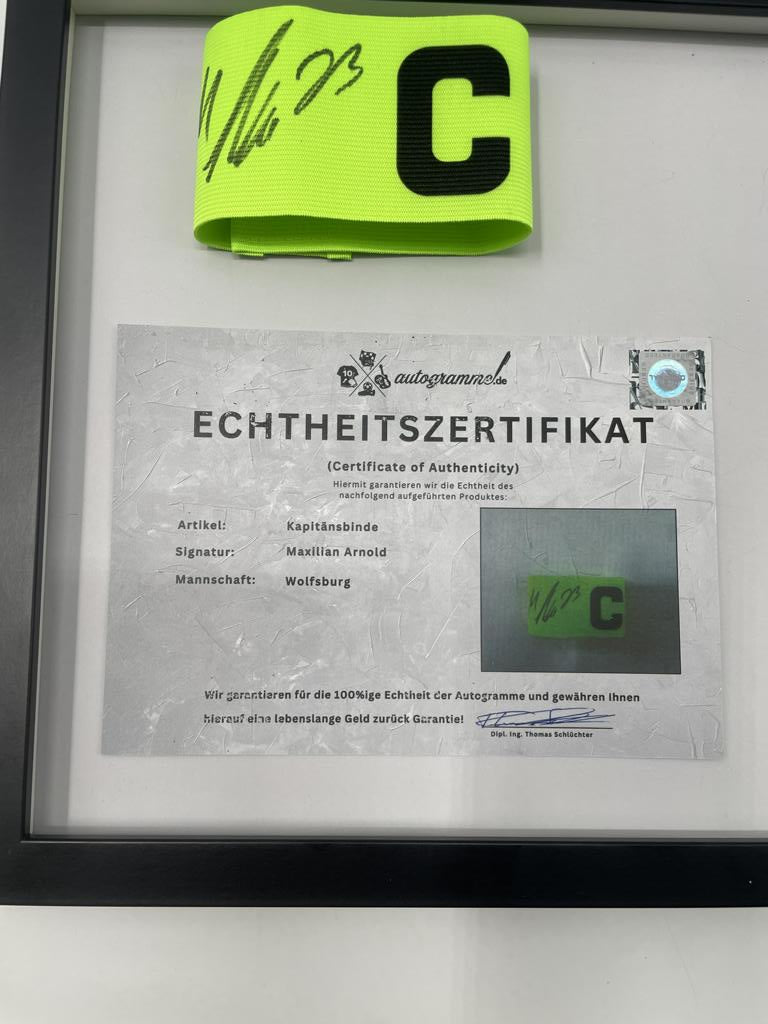 C
autogramme.de
ECHTHEITSZERTIFIKAT
(Certificate of Authenticity)
Hiermit garantieren wir die Echtheit des
nachfolgend aufgeführten Produktes:
Artikel: Kapitänsbinde
Signatur: Maxilian Arnold
Mannschaft: Wolfsburg
C
Wir garantieren für die 100%ige Echtheit der Autogramme und gewähren Ihnen
hierauf eine lebenslange Geld zurück Garantie!
Dipl. Ing. Thomas Schlüchter